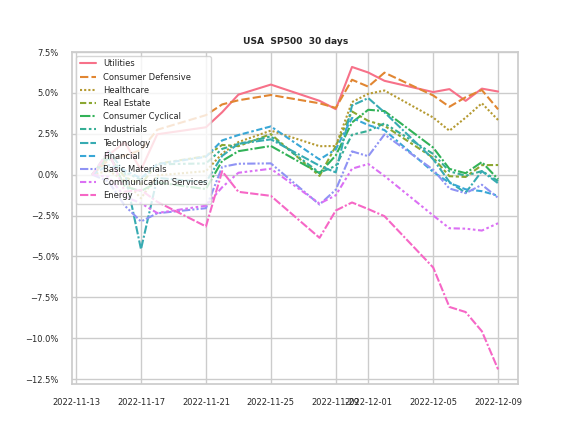 USA SP500 30 days
7.5%
5.0%
2.5%
0.0%
−2.5%
−5.0%
−7.5%
−10.0%
−12.5%
Utilities
Consumer Defensive
Healthcare
Real Estate
Consumer Cyclical
Industrials
Technology
Financial
Basic Materials
Communication Services
Energy
2022-11-13 2022-11-17 2022-11-21 2022-11-25 2022-11-29 2022-12-01 2022-12-05 2022-12-09